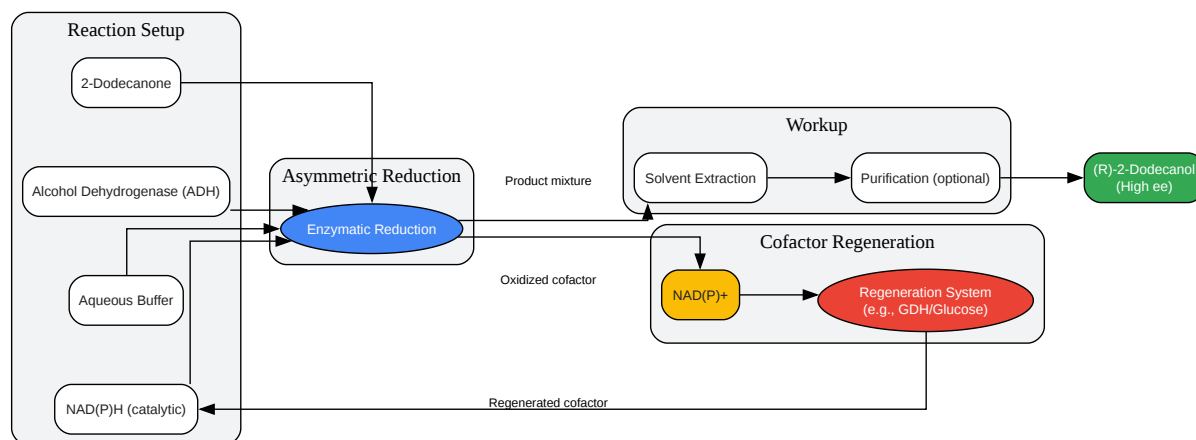 Reaction Setup
2-Dodecanone
Alcohol Dehydrogenase (ADH)
Aqueous Buffer
NAD(P)H (catalytic)
Asymmetric Reduction
Enzymatic Reduction
Product mixture
Oxidized cofactor
Regenerated cofactor
Workup
Solvent Extraction
Purification (optional)
Cofactor Regeneration
NAD(P)+
Regeneration System
(e.g., GDH/Glucose)
(R)-2-Dodecanol
(High ee)